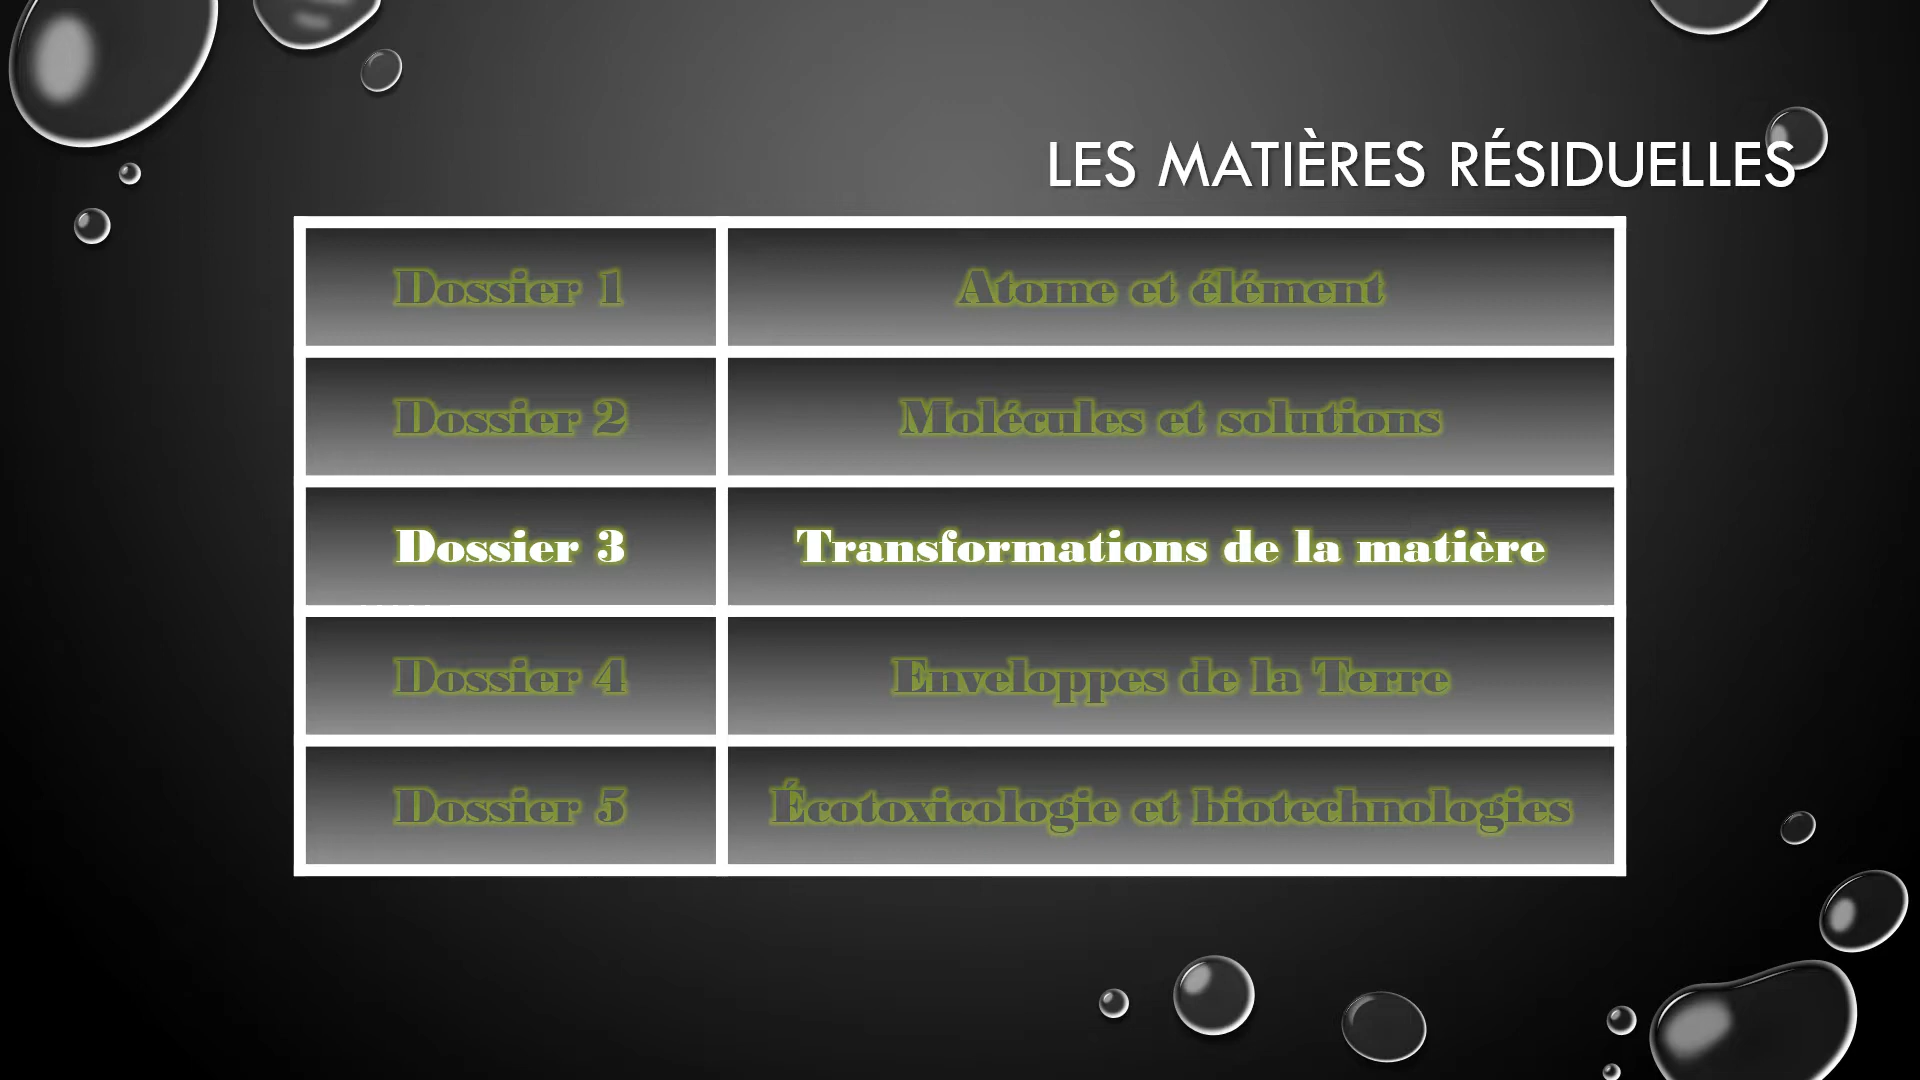 LES MATIÈRES RÉSIDUELLES
Dossier 1 Atome et élément
Dossier 2 Molécules et solutions
Dossier 3 Transformations de la matière
Dossier 4 Enveloppes de la Terre
Dossier 5 Écotoxicologie et biotechnologies